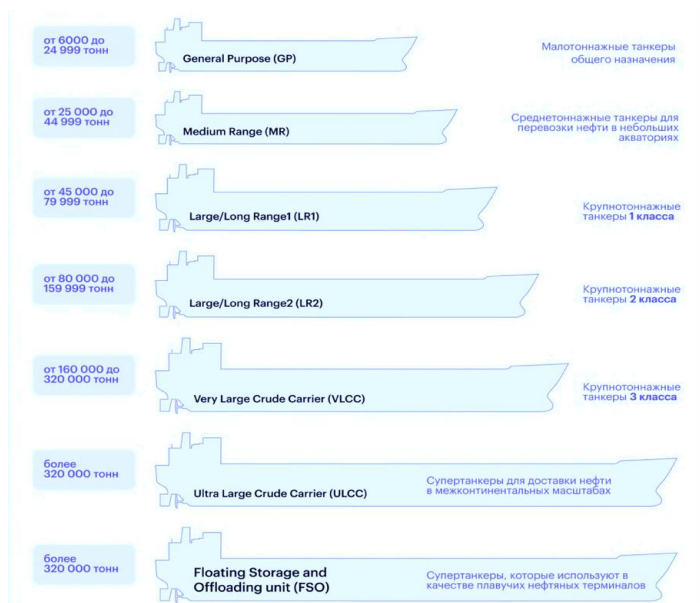 от 6000 до
24 999 тонн
General Purpose (GP)
Малотоннажные танкеры
общего назначения
от 25 000 до
44 999 тонн
Medium Range (MR)
Среднетоннажные танкеры для
перевозки нефти в небольших
акваториях
от 45 000 до
79 999 тонн
Large/Long Range1 (LR1)
Крупнотоннажные
танкеры 1 класса
от 80 000 до
159 999 тонн
Large/Long Range2 (LR2)
Крупнотоннажные
танкеры 2 класса
от 160 000 до
320 000 тонн
Very Large Crude Carrier (VLCC)
Крупнотоннажные
танкеры 3 класса
более
320 000 тонн
Ultra Large Crude Carrier (ULCC)
Супертанкеры для доставки нефти
в межконтинентальных масштабах
более
320 000 тонн
Floating Storage and
Offloading unit (FSO)
Супертанкеры, которые используют в
качестве плавучих нефтяных терминалов